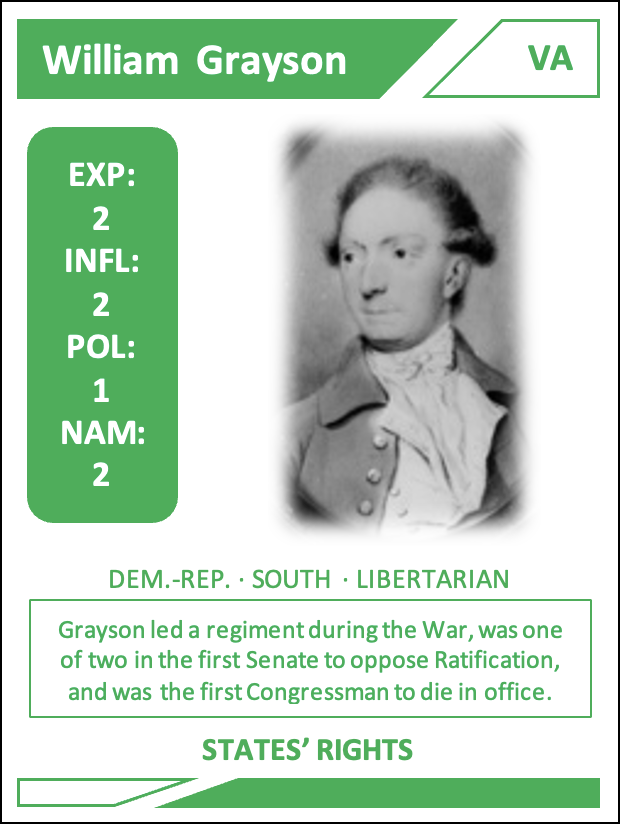 William Grayson
VA
EXP:
2
INFL:
2
POL:
1
NAM:
2
DEM.-REP. · SOUTH · LIBERTARIAN
Grayson led a regiment during the War, was one
of two in the first Senate to oppose Ratification,
and was the first Congressman to die in office.
STATES’ RIGHTS